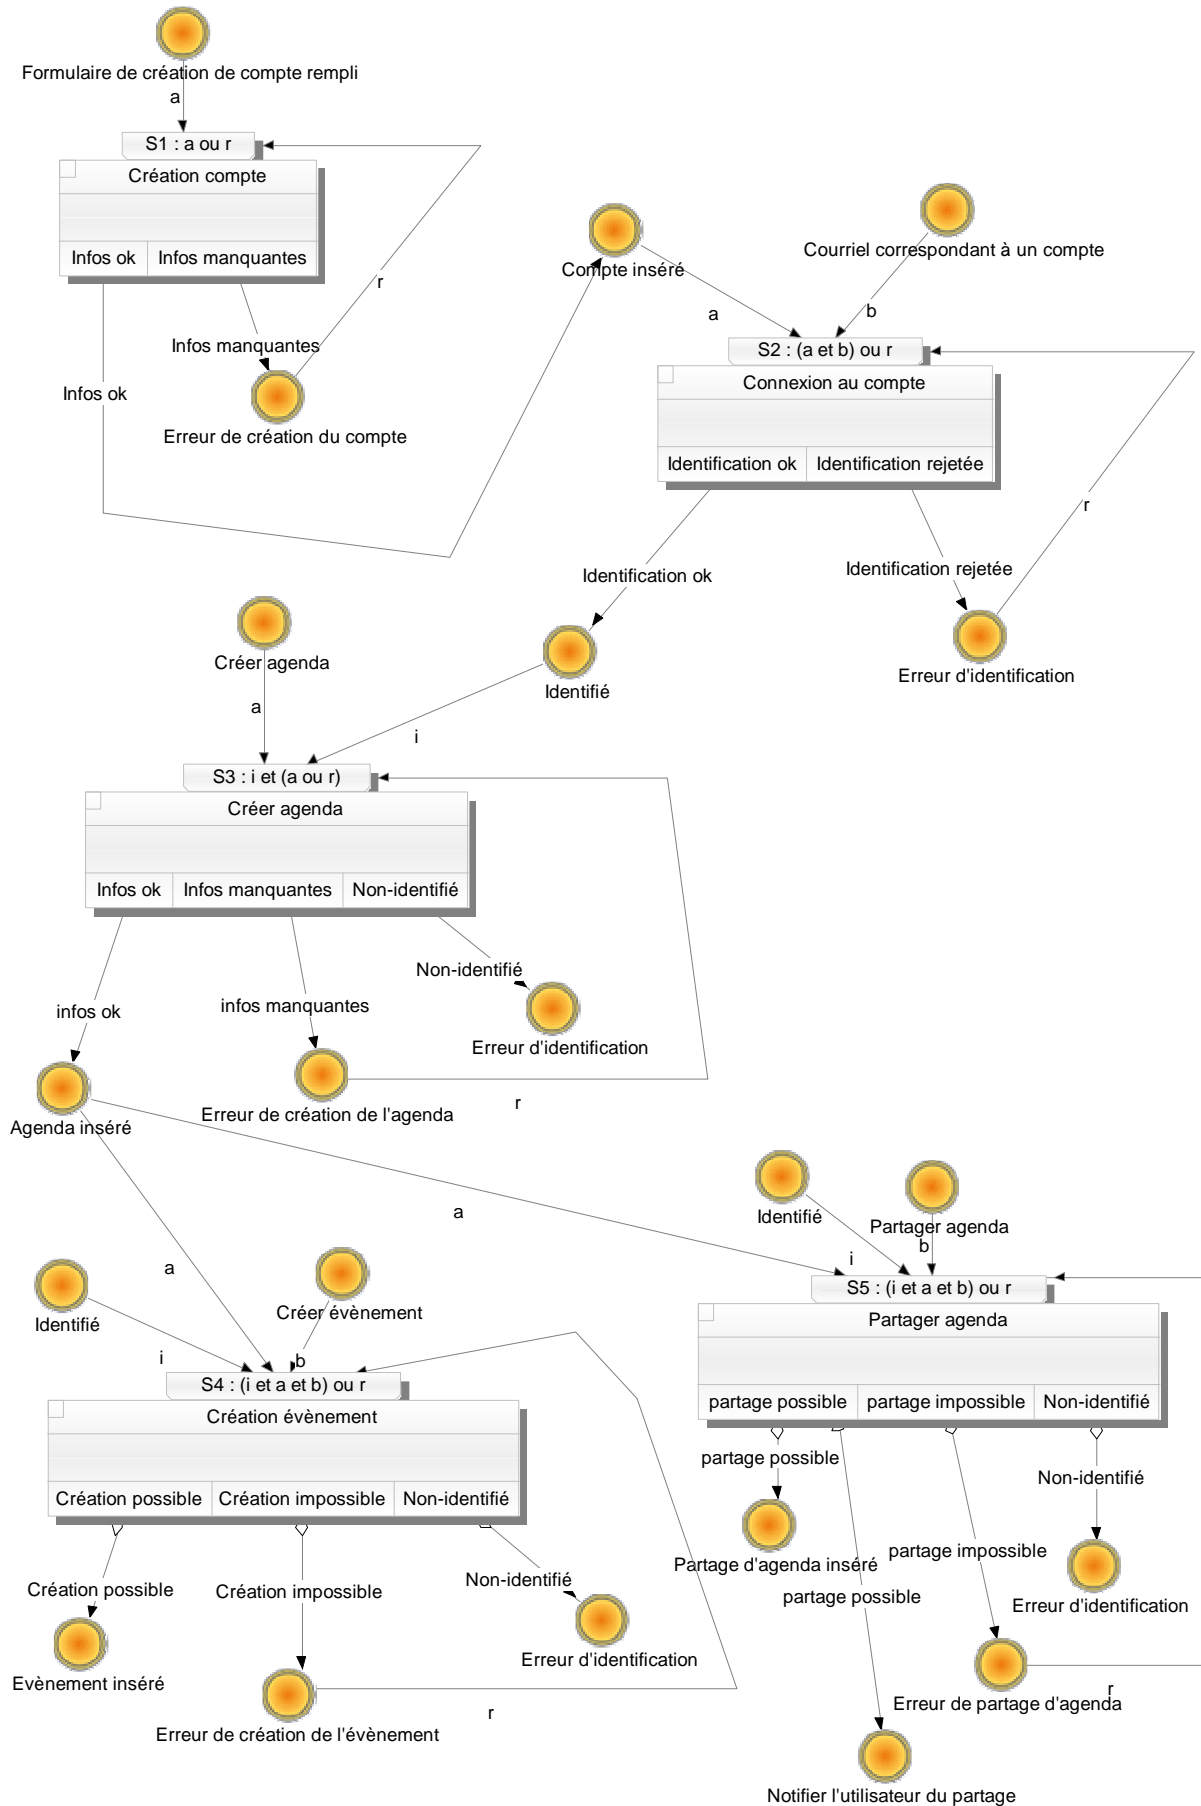 Formulaire de création de compte rempli
a
S1 : a ou r
Création compte
Infos ok
Infos manquantes
r
Infos manquantes
Infos ok
Erreur de création du compte
Compte inséré
Courriel correspondant à un compte
a
b
S2 : (a et b) ou r
Connexion au compte
Identification ok
Identification rejetée
r
Identification ok
Identification rejetée
Identifié
Erreur d'identification
Créer agenda
a
i
S3 : i et (a ou r)
Créer agenda
Infos ok
Infos manquantes
Non-identifié
Non-identifié
infos ok
infos manquantes
Erreur d'identification
Agenda inséré
Erreur de création de l'agenda
r
a
a
Identifié
Créer évènement
i
b
S4 : (i et a et b) ou r
Création évènement
Création possible
Création impossible
Non-identifié
Création possible
Création impossible
Non-identifié
Evènement inséré
Erreur d'identification
Erreur de création de l'évènement
r
Identifié
Partager agenda
i
b
S5 : (i et a et b) ou r
Partager agenda
partage possible
partage impossible
Non-identifié
partage possible
Non-identifié
Partage d'agenda inséré
partage impossible
partage possible
Erreur d'identification
Erreur de partage d'agenda
r
Notifier l'utilisateur du partage